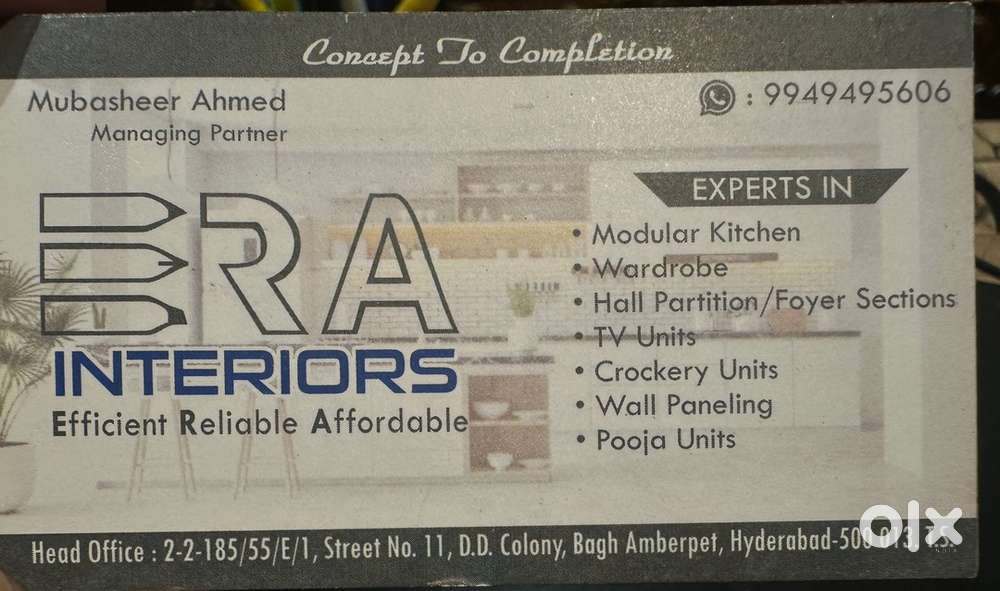 Concept To Completion
Mubasheer Ahmed
Managing Partner
: 9949495606
ERA
INTERIORS
Efficient Reliable Affordable
EXPERTS IN
• Modular Kitchen
• Wardrobe
• Hall Partition/Foyer Sections
• TV Units
• Crockery Units
• Wall Paneling
• Pooja Units
Head Office : 2-2-185/55/E/1, Street No. 11, D.D. Colony, Bagh Amberpet, Hyderabad-500 013, T.S.
olx
INDIA